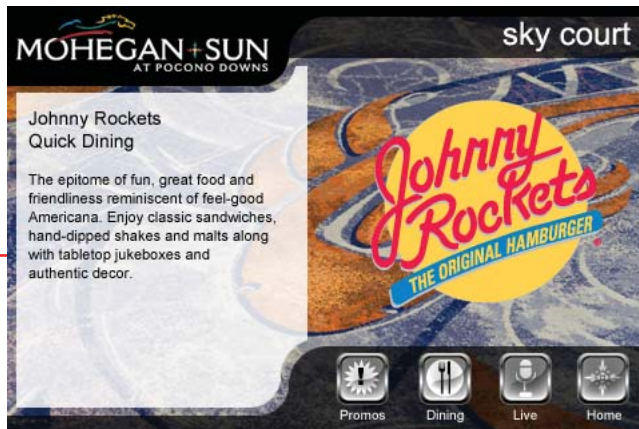 MOHEGAN SUN
AT POCONO DOWNS
sky court
Johnny Rockets
Quick Dining
The epitome of fun, great food and
friendliness reminiscent of feel-good
Americana. Enjoy classic sandwiches,
hand-dipped shakes and malts along
with tabletop jukeboxes and
authentic decor.
Johnny
Rockets
THE ORIGINAL HAMBURGER
®
Promos
Dining
Live
Home